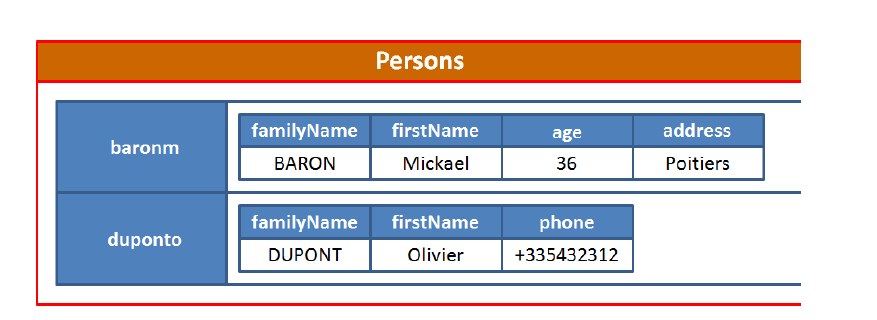 Persons
baronm
familyName firstName age address
BARON Mickael 36 Poitiers
duponto
familyName firstName phone
DUPONT Olivier +335432312